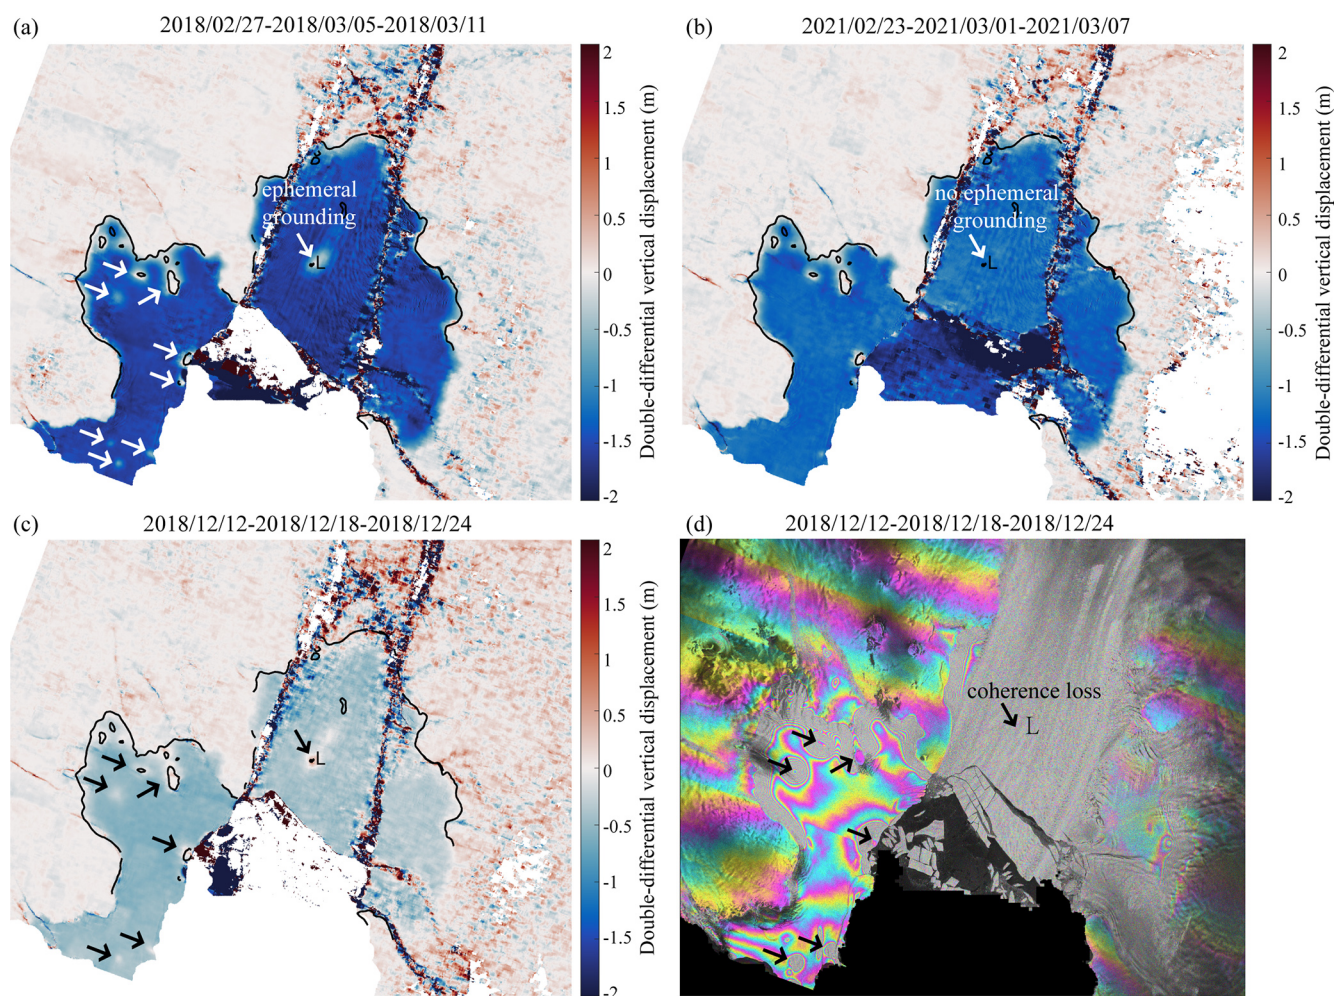 (a)
2018/02/27-2018/03/05-2018/03/11
ephemeral
grounding
L
2
1.5
1
0.5
0
-0.5
-1
-1.5
-2
Double-differential vertical displacement (m)
(b)
2021/02/23-2021/03/01-2021/03/07
no ephemeral
grounding
L
2
1.5
1
0.5
0
-0.5
-1
-1.5
-2
Double-differential vertical displacement (m)
(c)
2018/12/12-2018/12/18-2018/12/24
L
2
1.5
1
0.5
0
-0.5
-1
-1.5
-2
Double-differential vertical displacement (m)
(d)
2018/12/12-2018/12/18-2018/12/24
coherence loss
L